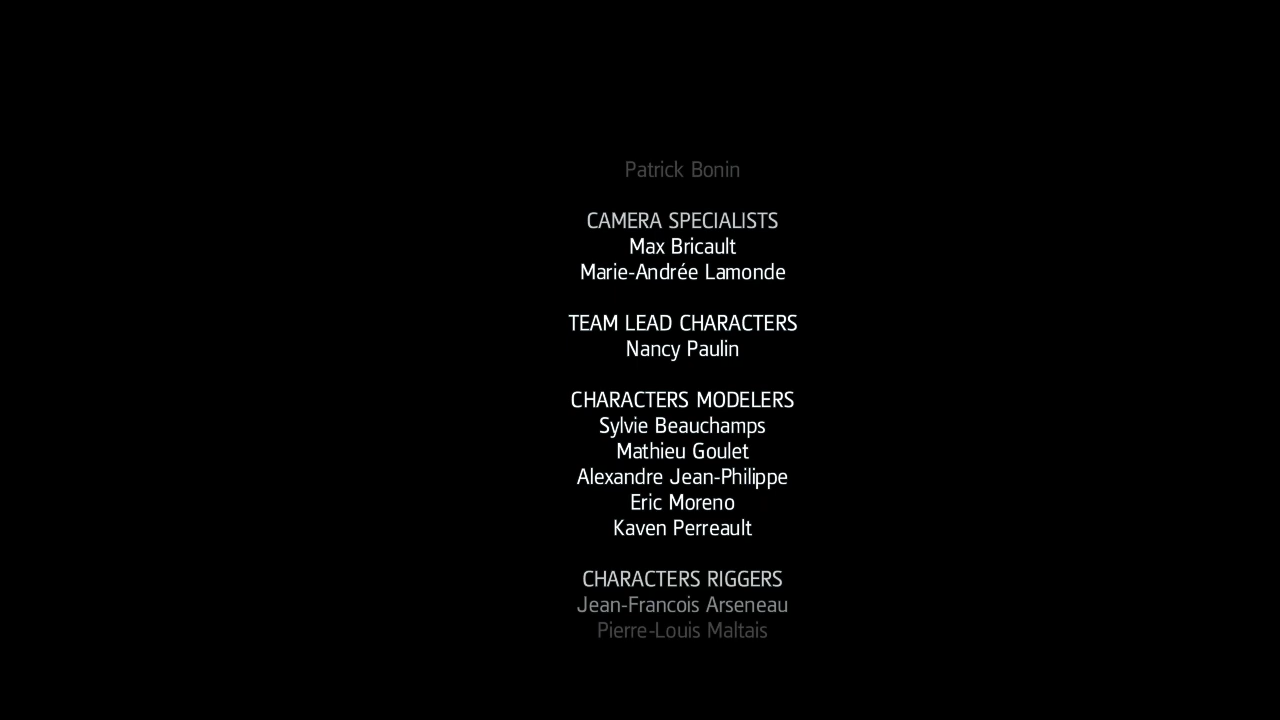 Patrick Bonin
CAMERA SPECIALISTS
Max Bricault
Marie-Andrée Lamonde
TEAM LEAD CHARACTERS
Nancy Paulin
CHARACTERS MODELERS
Sylvie Beauchamps
Mathieu Goulet
Alexandre Jean-Philippe
Eric Moreno
Kaven Perreault
CHARACTERS RIGGERS
Jean-Francois Arseneau
Pierre-Louis Maltais